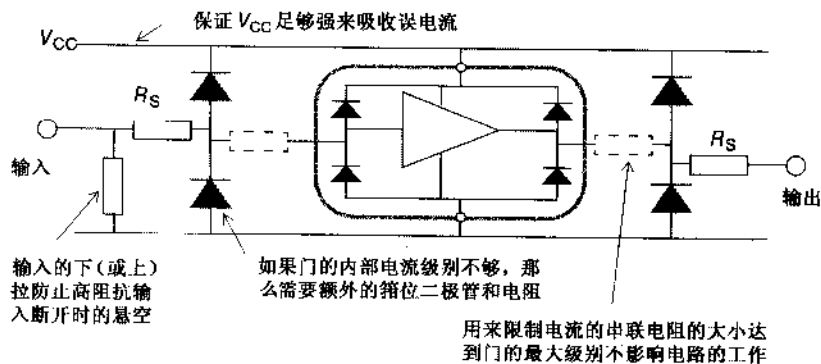 保证 VCC 足够强来吸收误电流
VCC
RS
RS
输入
输出
输入的下(或上)
拉防止高阻抗输
入断开时的悬空
如果门的内部电流级别不够，那
么需要额外的箝位二极管和电阻
用来限制电流的串联电阻的大小达
到门的最大级别不影响电路的工作